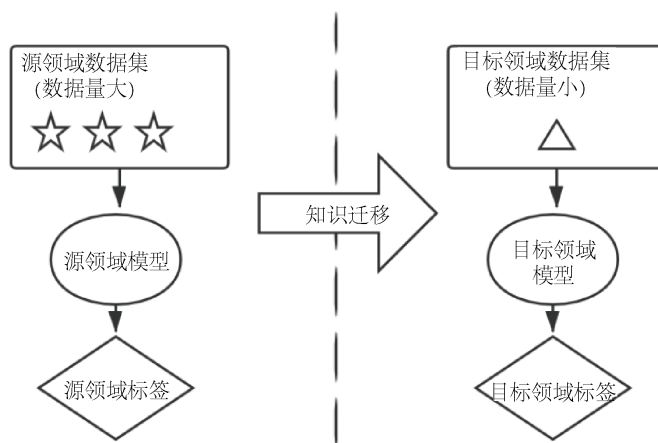 源领域数据集
(数据量大)
源领域模型
源领域标签
知识迁移
目标领域数据集
(数据量小)
目标领域
模型
目标领域标签